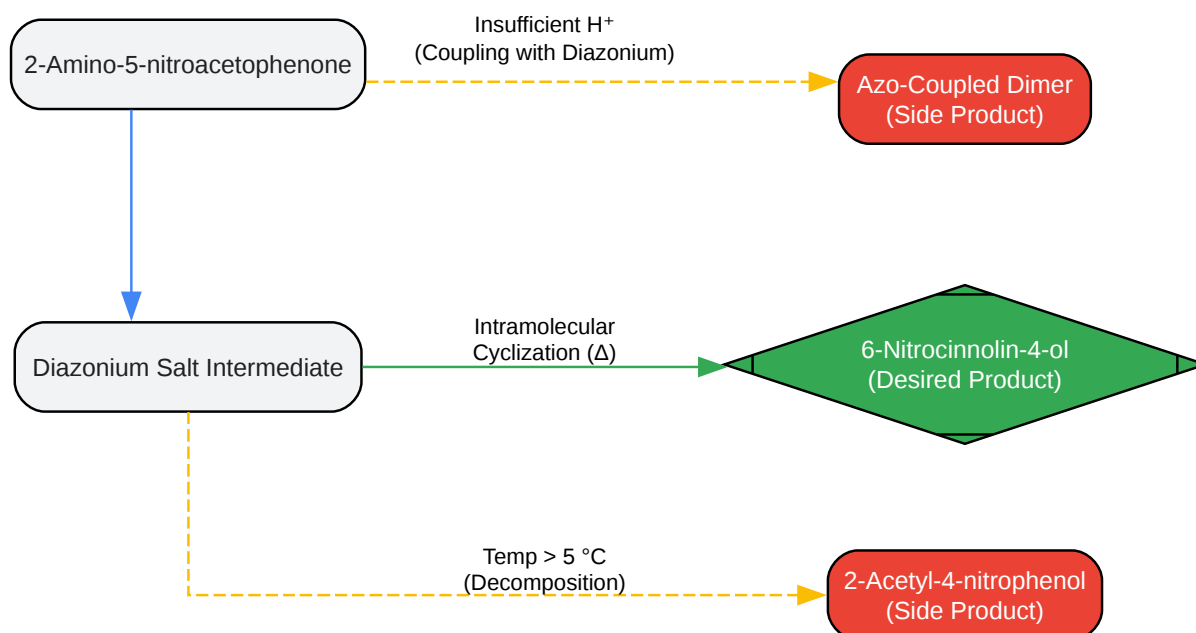 Insufficient H⁺
(Coupling with Diazonium)
2-Amino-5-nitroacetophenone
Azo-Coupled Dimer
(Side Product)
Intramolecular
Cyclization (Δ)
Diazonium Salt Intermediate
6-Nitrocinnolin-4-ol
(Desired Product)
Temp > 5 °C
(Decomposition)
2-Acetyl-4-nitrophenol
(Side Product)